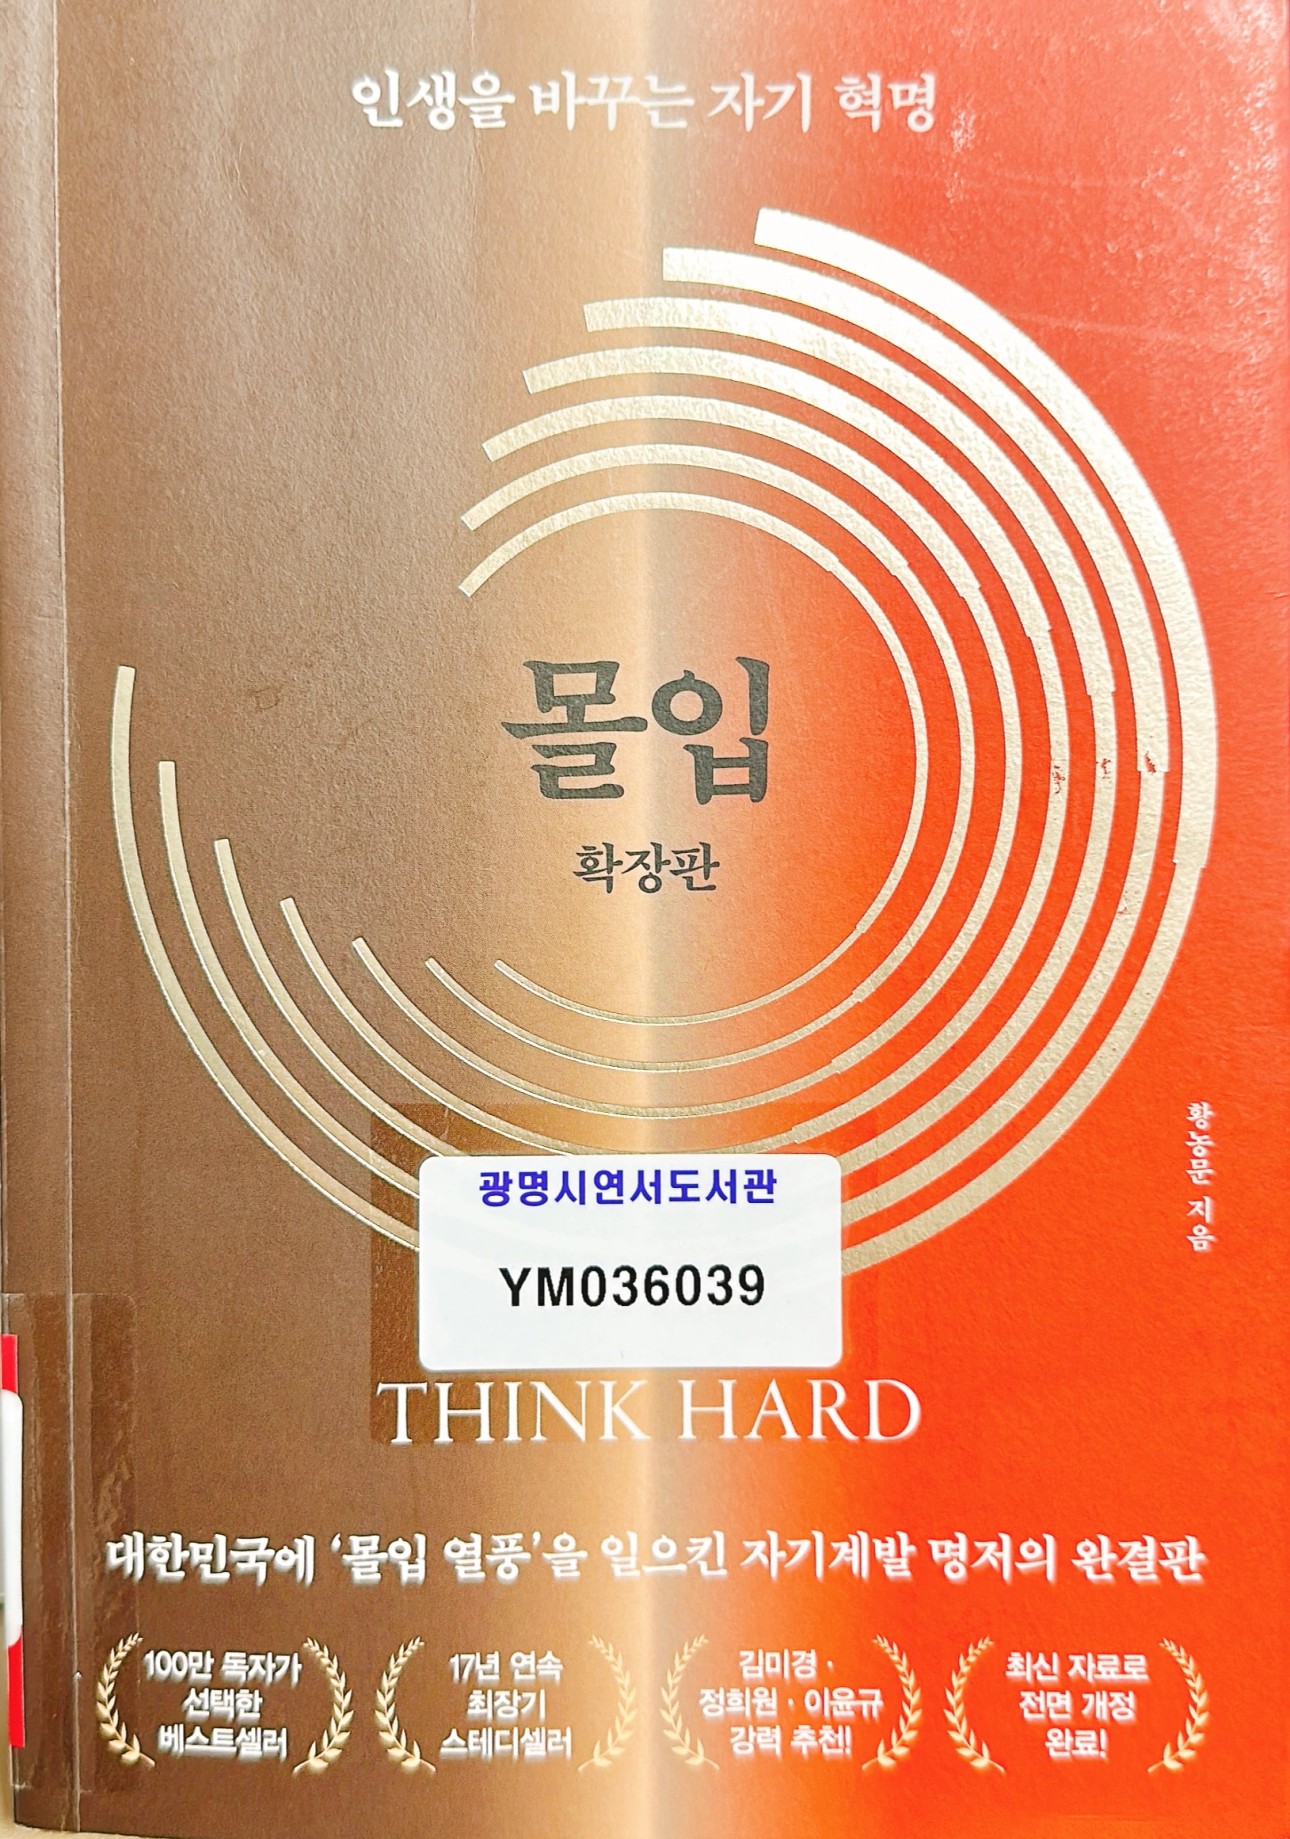 인생을 바꾸는 자기 혁명
몰입
확장판
황농문 지음
광명시연서도서관
YM036039
THINK HARD
대한민국에 ‘몰입 열풍’을 일으킨 자기계발 명저의 완결판
100만 독자가
선택한
베스트셀러
17년 연속
최장기
스테디셀러
김미경 ·
정희원 · 이윤규
강력 추천!
최신 자료로
전면 개정
완료!